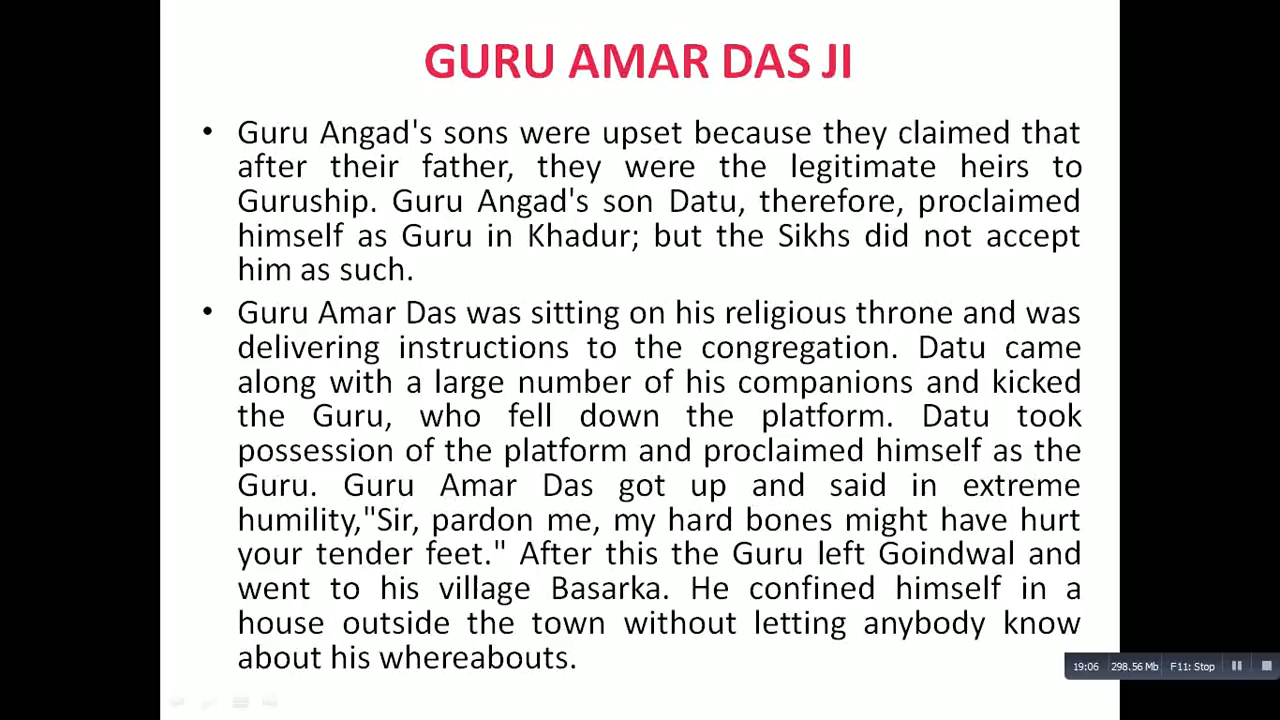 GURU AMAR DAS JI
• Guru Angad's sons were upset because they claimed that
after their father, they were the legitimate heirs to
Guruship. Guru Angad's son Datu, therefore, proclaimed
himself as Guru in Khadur; but the Sikhs did not accept
him as such.
• Guru Amar Das was sitting on his religious throne and was
delivering instructions to the congregation. Datu came
along with a large number of his companions and kicked
the Guru, who fell down the platform. Datu took
possession of the platform and proclaimed himself as the
Guru. Guru Amar Das got up and said in extreme
humility,"Sir, pardon me, my hard bones might have hurt
your tender feet." After this the Guru left Goindwal and
went to his village Basarka. He confined himself in a
house outside the town without letting anybody know
about his whereabouts.
19:06 298.56 Mb F11: Stop